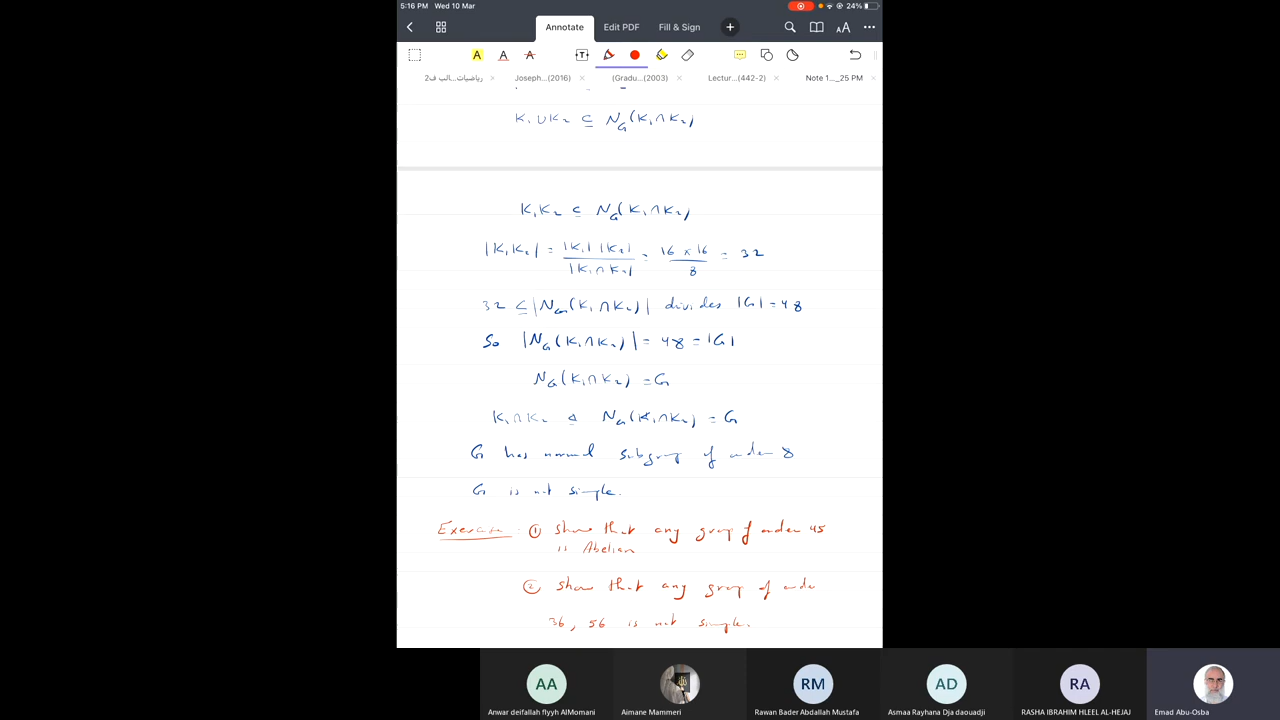 5:16 PM Wed 10 Mar
24%
Annotate Edit PDF Fill & Sign
رياضيات...الب ف2 Joseph...(2016) (Gradu...(2003) Lectur...(442-2) Note 1..._25 PM
K₁ ∪ K₂ ⊆ N_G(K₁∩K₂)
K₁K₂ ⊆ N_G(K₁∩K₂)
|K₁K₂| = |K₁| |K₂| / |K₁∩K₂| = 16 × 16 / 8 = 32
32 ≤ |N_G(K₁∩K₂)| divides |G| = 48
So |N_G(K₁∩K₂)| = 48 = |G|
N_G(K₁∩K₂) = G
K₁∩K₂ ⊴ N_G(K₁∩K₂) = G
G has normal subgroup of order 8
G is not simple.
Exercise: ① Show that any group of order 45
is Abelian
② Show that any group of order
36, 56 is not simple.
AA RM AD RA
Anwar deifallah flyyh AlMomani Aimane Mammeri Rawan Bader Abdallah Mustafa Asmaa Rayhana Dja daouadji RASHA IBRAHIM HLEEL AL-HEJAJ Emad Abu-Osba